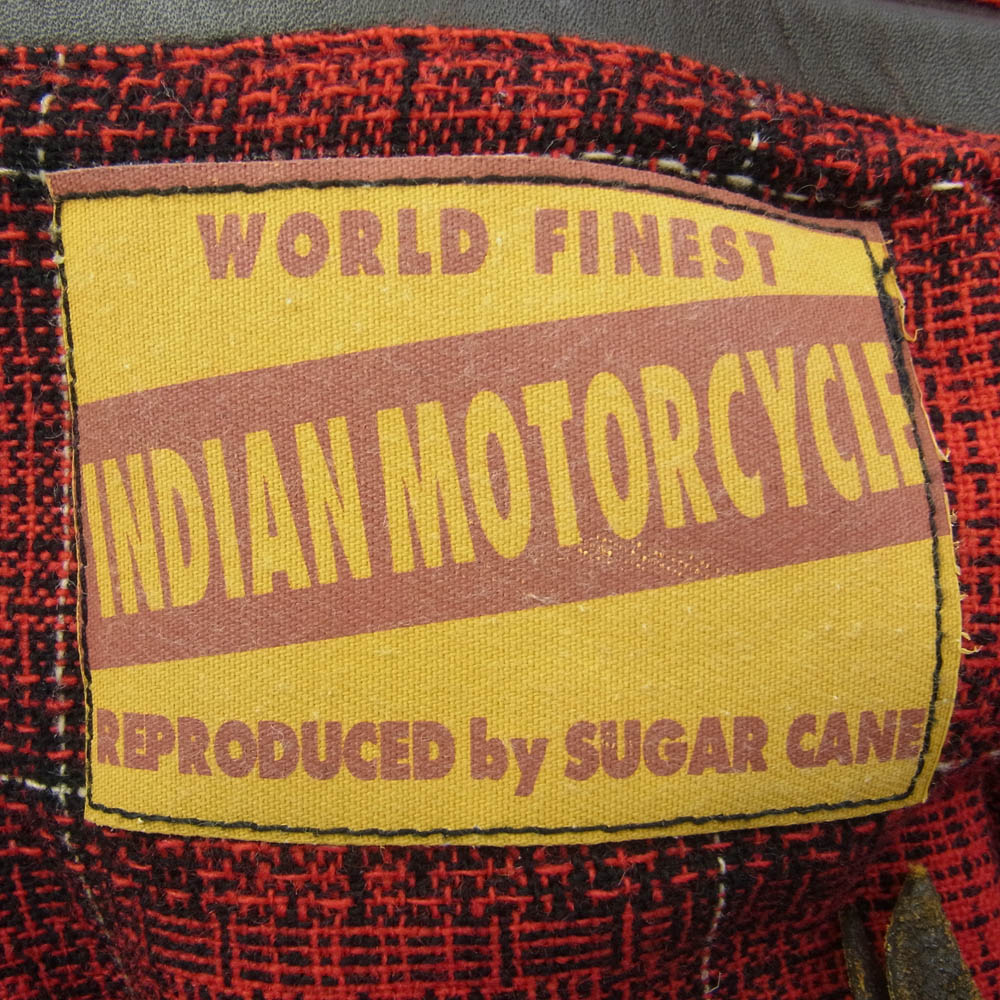 WORLD FINEST
INDIAN MOTORCYCLE
REPRODUCED by SUGAR CANE